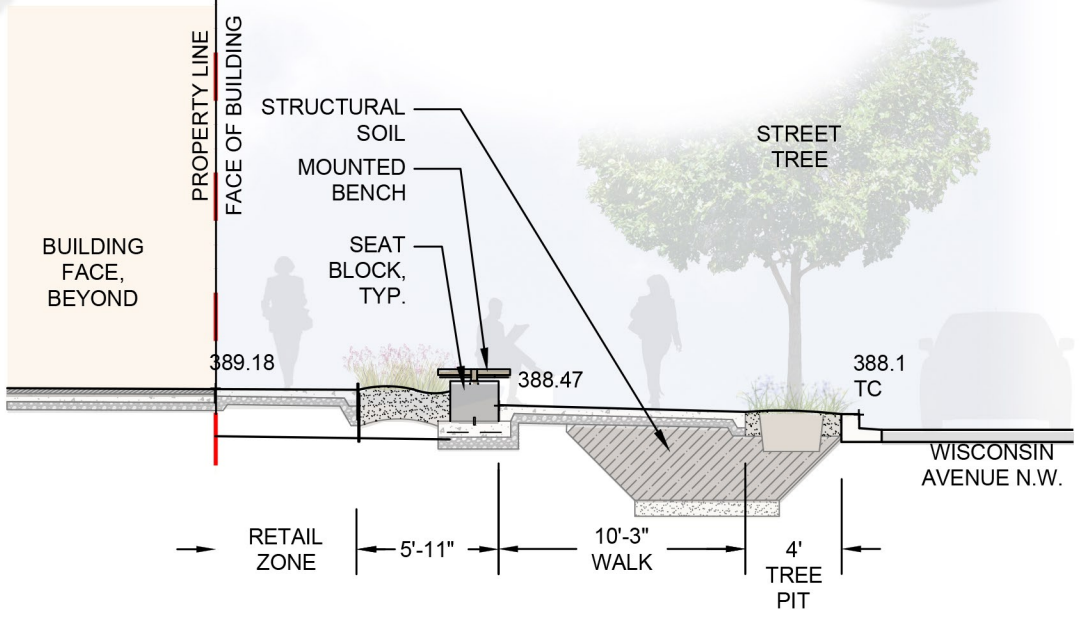 PROPERTY LINE
FACE OF BUILDING
STRUCTURAL
SOIL
MOUNTED
BENCH
SEAT
BLOCK,
TYP.
STREET
TREE
BUILDING
FACE,
BEYOND
389.18
388.47
388.1
TC
WISCONSIN
AVENUE N.W.
RETAIL
ZONE
5'-11"
10'-3"
WALK
4'
TREE
PIT